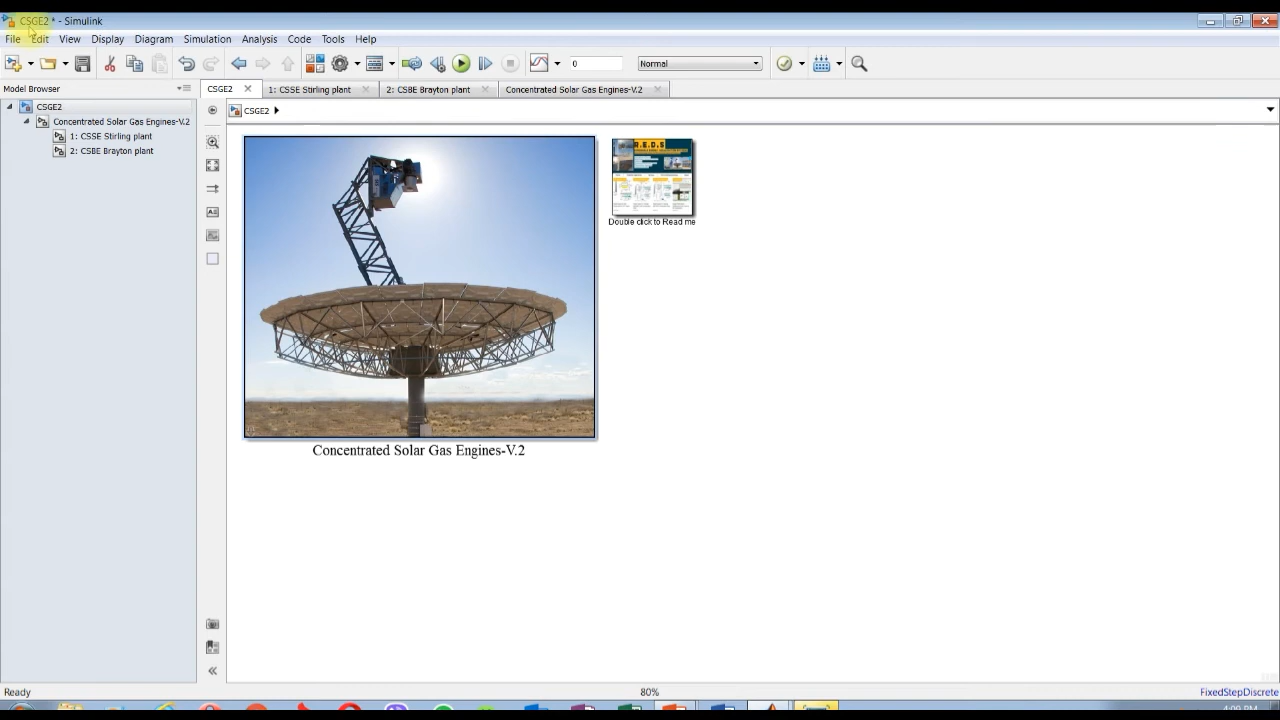 CSGE2 * - Simulink
File Edit View Display Diagram Simulation Analysis Code Tools Help
0 Normal
Model Browser
CSGE2 1: CSSE Stirling plant 2: CSBE Brayton plant Concentrated Solar Gas Engines-V.2
CSGE2
CSGE2
Concentrated Solar Gas Engines-V.2
1: CSSE Stirling plant
2: CSBE Brayton plant
R.E.D.S
Double click to Read me
Concentrated Solar Gas Engines-V.2
Ready 80% FixedStepDiscrete
4:09 PM